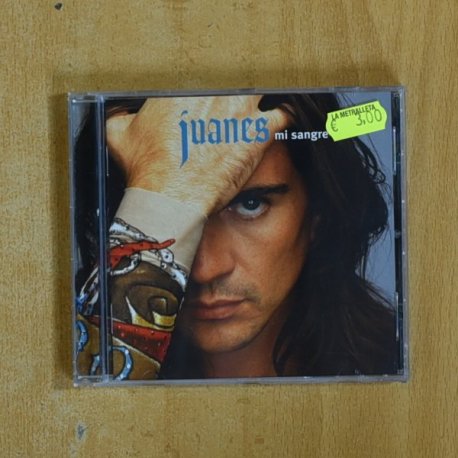 juanes mi sangre
LA METRALLETA
€ 3,00